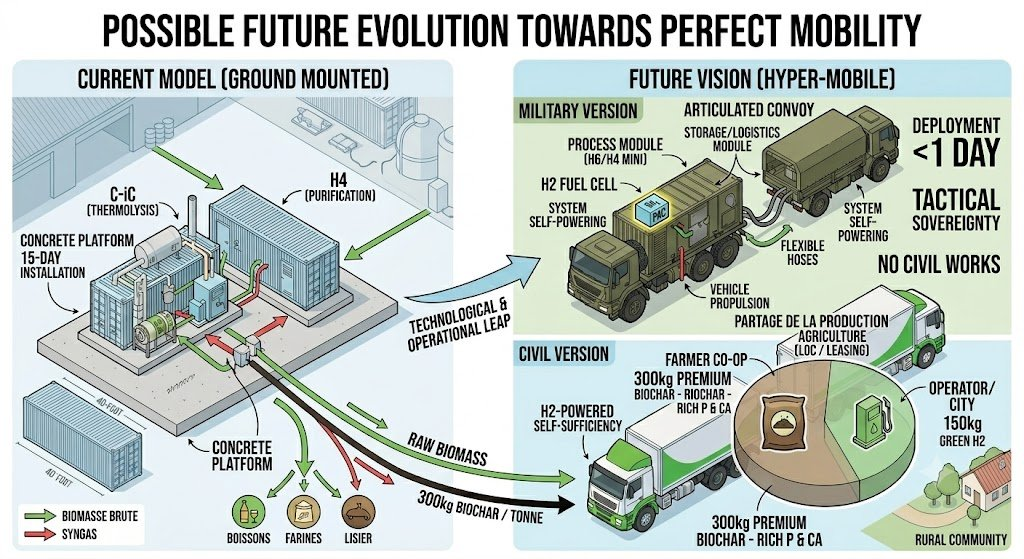 POSSIBLE FUTURE EVOLUTION TOWARDS PERFECT MOBILITY
CURRENT MODEL (GROUND MOUNTED)
C-iC
(THERMOLYSIS)
H4
(PURIFICATION)
CONCRETE PLATFORM
15-DAY
INSTALLATION
40-FOOT
40 FOOT
CONCRETE
PLATFORM
RAW BIOMASS
300kg BIOCHAR / TONNE
BIOMASSE BRUTE
SYNGAS
BOISSONS
FARINES
LISIER
TECHNOLOGICAL &
OPERATIONAL LEAP
FUTURE VISION (HYPER-MOBILE)
MILITARY VERSION
ARTICULATED CONVOY
STORAGE/LOGISTICS
MODULE
PROCESS MODULE
(H6/H4 MINI)
H2 FUEL CELL
SYSTEM
SELF-POWERING
PAC
SYSTEM
SELF-
POWERING
FLEXIBLE
HOSES
VEHICLE
PROPULSION
DEPLOYMENT
<1 DAY
TACTICAL
SOVEREIGNTY
NO CIVIL WORKS
CIVIL VERSION
PARTAGE DE LA PRODUCTION
AGRICULTURE
(LOC / LEASING)
FARMER CO-OP
300kg PREMIUM
BIOCHAR - RIOCHAR -
RICH P & CA
H2-POWERED
SELF-SUFFICIENCY
OPERATOR/
CITY
150kg
GREEN H2
300kg PREMIUM
BIOCHAR - RICH P & CA
RURAL COMMUNITY